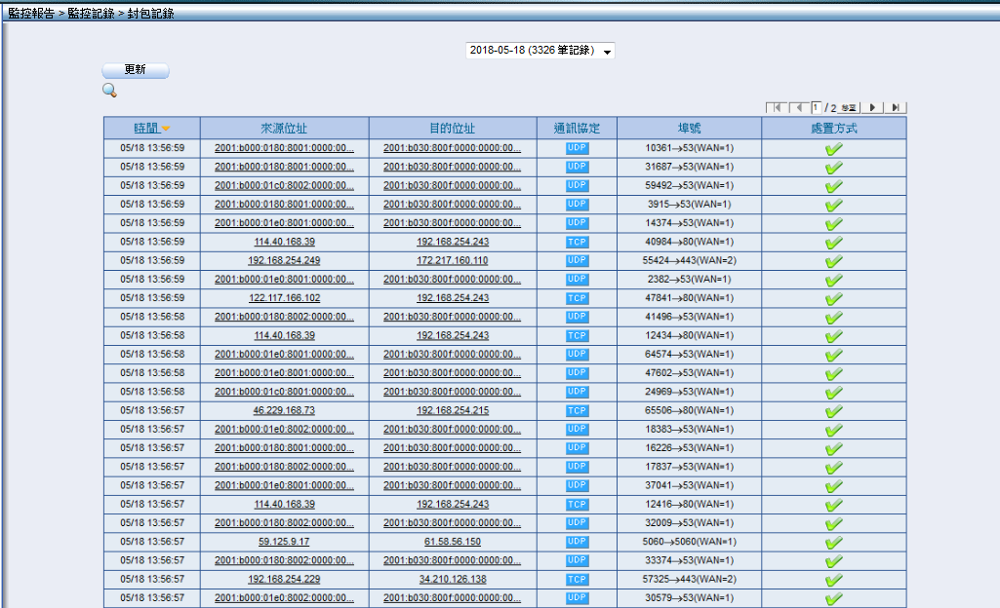 監控報告 > 監控記錄 > 封包記錄
2018-05-18 (3326 筆記錄)
更新
1 / 2 移至
時間 來源位址 目的位址 通訊協定 埠號 處置方式
05/18 13:56:59 2001:b000:0180:8001:0000:00... 2001:b030:800f:0000:0000:00... UDP 10361→53(WAN=1)
05/18 13:56:59 2001:b000:0180:8001:0000:00... 2001:b030:800f:0000:0000:00... UDP 31687→53(WAN=1)
05/18 13:56:59 2001:b000:01c0:8002:0000:00... 2001:b030:800f:0000:0000:00... UDP 59492→53(WAN=1)
05/18 13:56:59 2001:b000:0180:8001:0000:00... 2001:b030:800f:0000:0000:00... UDP 3915→53(WAN=1)
05/18 13:56:59 2001:b000:01e0:8001:0000:00... 2001:b030:800f:0000:0000:00... UDP 14374→53(WAN=1)
05/18 13:56:59 114.40.168.39 192.168.254.243 TCP 40984→80(WAN=1)
05/18 13:56:59 192.168.254.249 172.217.160.110 UDP 55424→443(WAN=2)
05/18 13:56:59 2001:b000:01e0:8001:0000:00... 2001:b030:800f:0000:0000:00... UDP 2382→53(WAN=1)
05/18 13:56:59 122.117.166.102 192.168.254.243 TCP 47841→80(WAN=1)
05/18 13:56:58 2001:b000:0180:8002:0000:00... 2001:b030:800f:0000:0000:00... UDP 41496→53(WAN=1)
05/18 13:56:58 114.40.168.39 192.168.254.243 TCP 12434→80(WAN=1)
05/18 13:56:58 2001:b000:01e0:8001:0000:00... 2001:b030:800f:0000:0000:00... UDP 64574→53(WAN=1)
05/18 13:56:58 2001:b000:01e0:8001:0000:00... 2001:b030:800f:0000:0000:00... UDP 47602→53(WAN=1)
05/18 13:56:58 2001:b000:01c0:8001:0000:00... 2001:b030:800f:0000:0000:00... UDP 24969→53(WAN=1)
05/18 13:56:57 46.229.168.73 192.168.254.215 TCP 65506→80(WAN=1)
05/18 13:56:57 2001:b000:01e0:8002:0000:00... 2001:b030:800f:0000:0000:00... UDP 18383→53(WAN=1)
05/18 13:56:57 2001:b000:0180:8001:0000:00... 2001:b030:800f:0000:0000:00... UDP 16226→53(WAN=1)
05/18 13:56:57 2001:b000:0180:8002:0000:00... 2001:b030:800f:0000:0000:00... UDP 17837→53(WAN=1)
05/18 13:56:57 2001:b000:01e0:8001:0000:00... 2001:b030:800f:0000:0000:00... UDP 37041→53(WAN=1)
05/18 13:56:57 114.40.168.39 192.168.254.243 TCP 12416→80(WAN=1)
05/18 13:56:57 2001:b000:0180:8002:0000:00... 2001:b030:800f:0000:0000:00... UDP 32009→53(WAN=1)
05/18 13:56:57 59.125.9.17 61.58.56.150 UDP 5060→5060(WAN=1)
05/18 13:56:57 2001:b000:0180:8002:0000:00... 2001:b030:800f:0000:0000:00... UDP 33374→53(WAN=1)
05/18 13:56:57 192.168.254.229 34.210.126.138 TCP 57325→443(WAN=2)
05/18 13:56:57 2001:b000:01e0:8002:0000:00... 2001:b030:800f:0000:0000:00... UDP 30579→53(WAN=1)